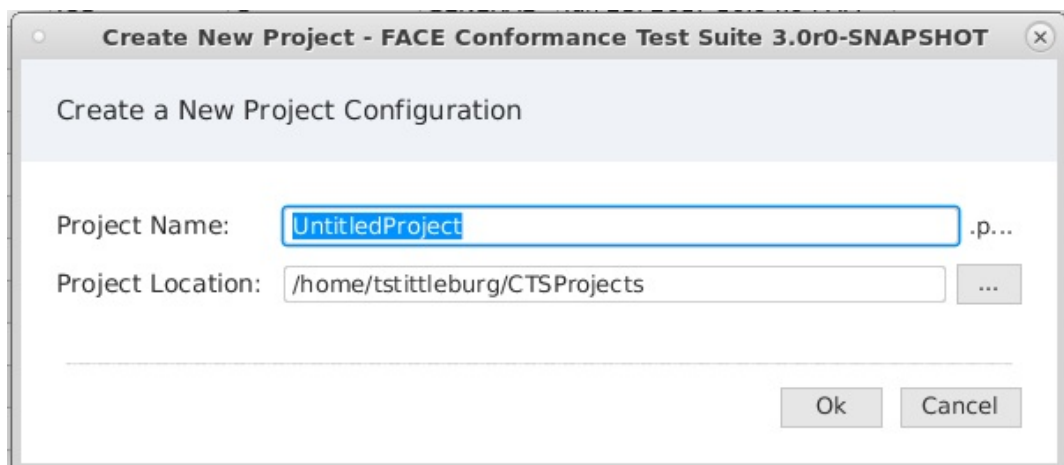 Create New Project - FACE Conformance Test Suite 3.0r0-SNAPSHOT
Create a New Project Configuration
Project Name: UntitledProject .p...
Project Location: /home/tstittleburg/CTSProjects ...
Ok Cancel